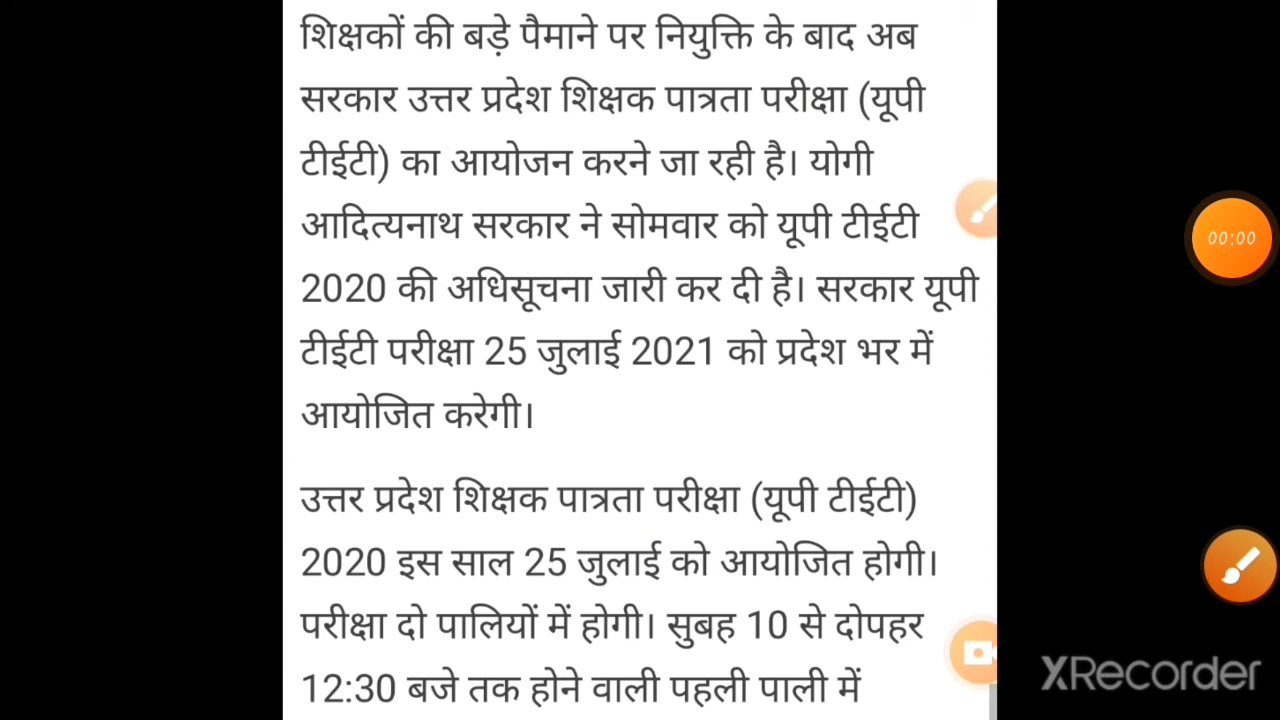 शिक्षकों की बड़े पैमाने पर नियुक्ति के बाद अब
सरकार उत्तर प्रदेश शिक्षक पात्रता परीक्षा (यूपी
टीईटी) का आयोजन करने जा रही है। योगी
आदित्यनाथ सरकार ने सोमवार को यूपी टीईटी
2020 की अधिसूचना जारी कर दी है। सरकार यूपी
टीईटी परीक्षा 25 जुलाई 2021 को प्रदेश भर में
आयोजित करेगी।
उत्तर प्रदेश शिक्षक पात्रता परीक्षा (यूपी टीईटी)
2020 इस साल 25 जुलाई को आयोजित होगी।
परीक्षा दो पालियों में होगी। सुबह 10 से दोपहर
12:30 बजे तक होने वाली पहली पाली में
00:00
XRecorder